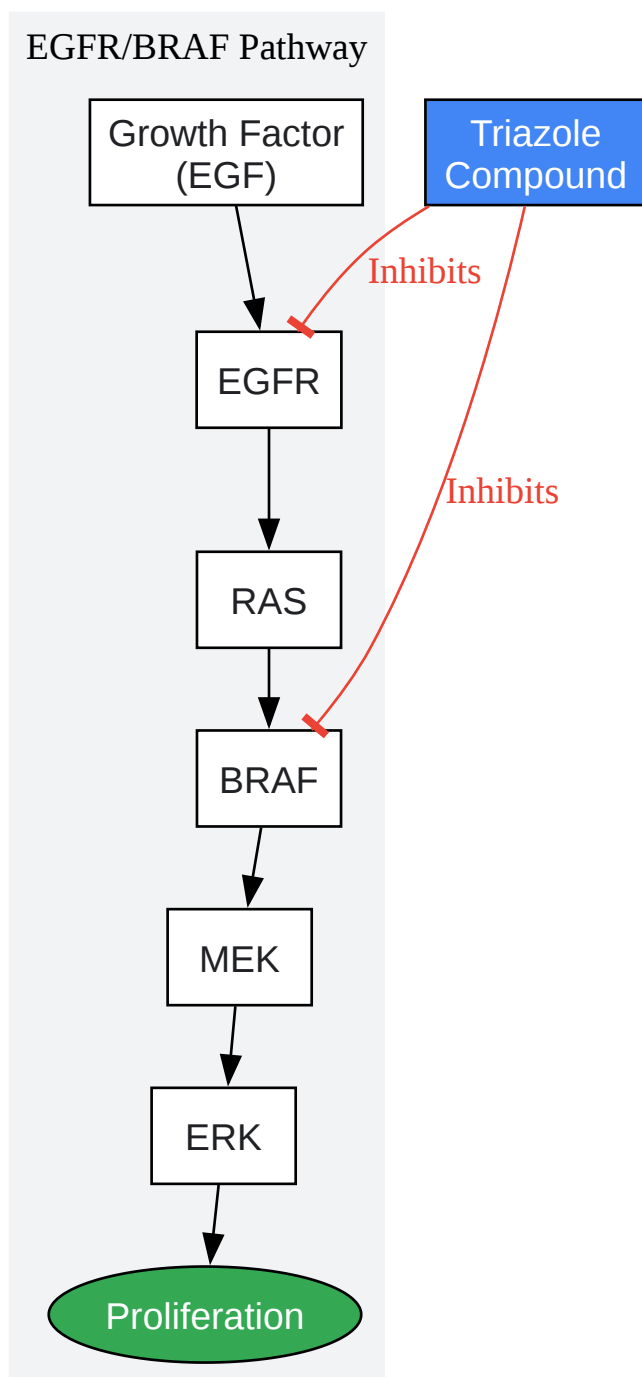 EGFR/BRAF Pathway
Growth Factor
(EGF)
Triazole
Compound
Inhibits
EGFR
Inhibits
RAS
BRAF
MEK
ERK
Proliferation